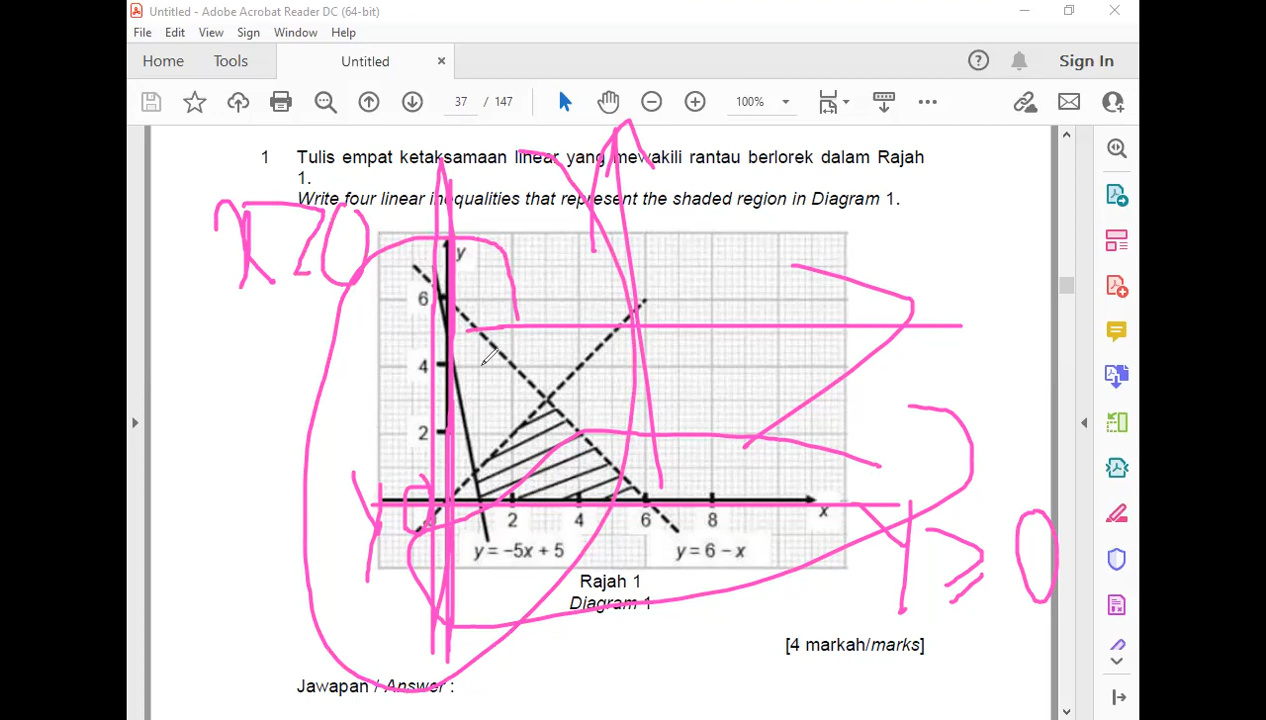 Untitled - Adobe Acrobat Reader DC (64-bit)
File Edit View Sign Window Help
Home Tools Untitled × ? Sign In
37 / 147 100%
1 Tulis empat ketaksamaan linear yang mewakili rantau berlorek dalam Rajah
1.
Write four linear inequalities that represent the shaded region in Diagram 1.
y
6
4
2
2 4 6 8 x
y = −5x + 5 y = 6 − x
y ≥ 0
Rajah 1
Diagram 1
[4 markah/marks]
Jawapan / Answer :